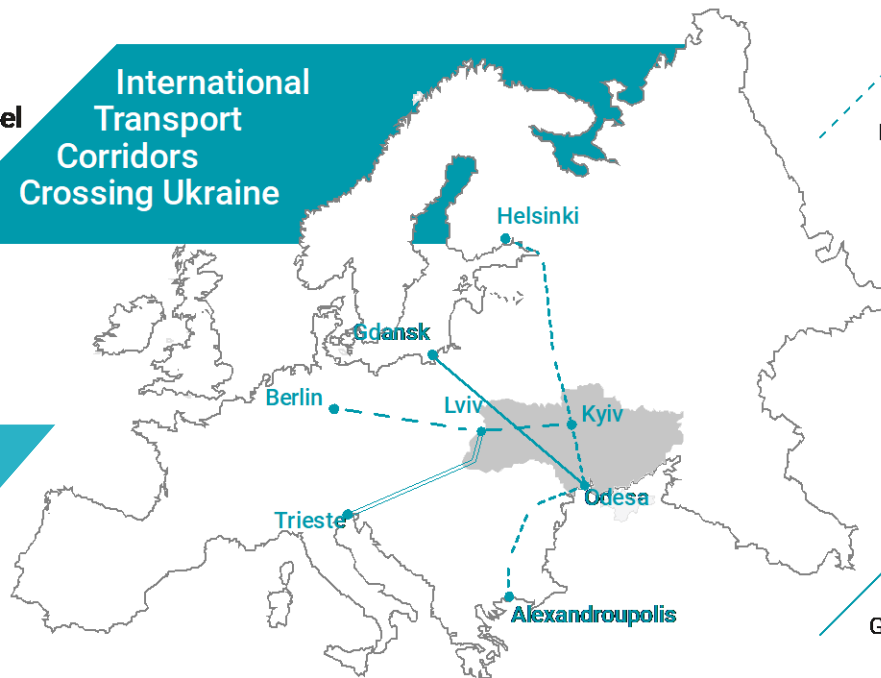 International
Transport
Corridors
Crossing Ukraine
Helsinki
Gdansk
Berlin
Lviv
Kyiv
Odesa
Trieste
Alexandroupolis